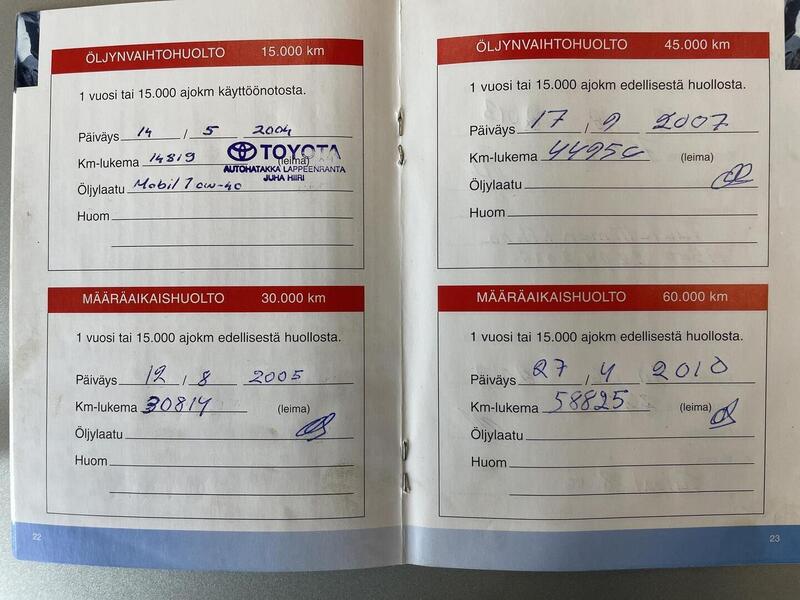 ÖLJYNVAIHTOHUOLTO 15.000 km
1 vuosi tai 15.000 ajokm käyttöönotosta.
Päiväys 14 / 5 2004
Km-lukema 14819 (leima)
TOYOTA
AUTOHATAKKA LAPPEENRANTA
JUHA HIIRI
Öljylaatu Mobil 1 0W-40
Huom
MÄÄRÄAIKAISHUOLTO 30.000 km
1 vuosi tai 15.000 ajokm edellisestä huollosta.
Päiväys 12 / 8 2005
Km-lukema 30814 (leima)
Öljylaatu
Huom
22
ÖLJYNVAIHTOHUOLTO 45.000 km
1 vuosi tai 15.000 ajokm edellisestä huollosta.
Päiväys 17 / 9 2007
Km-lukema 44956 (leima)
Öljylaatu
Huom
MÄÄRÄAIKAISHUOLTO 60.000 km
1 vuosi tai 15.000 ajokm edellisestä huollosta.
Päiväys 27 / 4 2010
Km-lukema 58825 (leima)
Öljylaatu
Huom
23